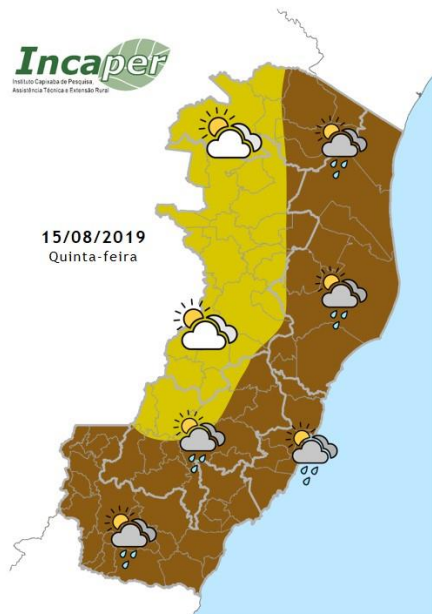 Incaper
Instituto Capixaba de Pesquisa,
Assistência Técnica e Extensão Rural
15/08/2019
Quinta-feira